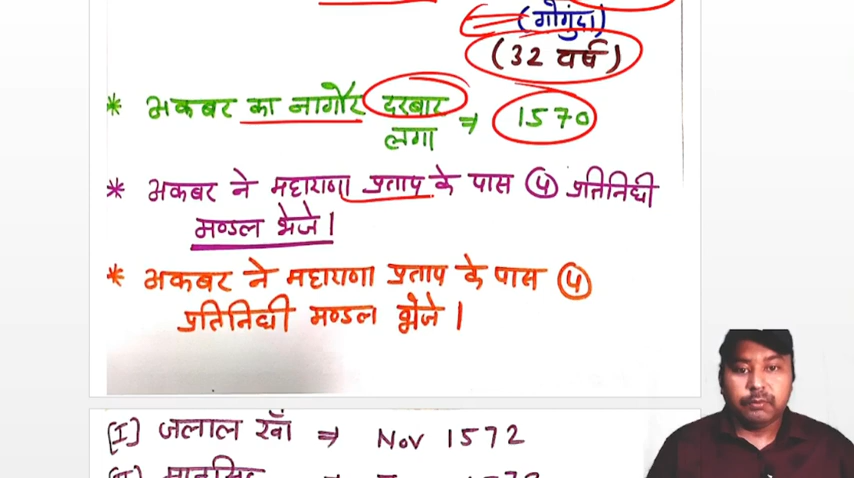 (गोगुंदा)
(32 वर्ष)
* अकबर का नागौर दरबार
लगा ⇒ 1570
* अकबर ने महाराणा प्रताप के पास (4) प्रतिनिधी
मण्डल भेजे।
* अकबर ने महाराणा प्रताप के पास (4)
प्रतिनिधी मण्डल भेजे।
[I] जलाल खाँ ⇒ Nov 1572
मानसिंह